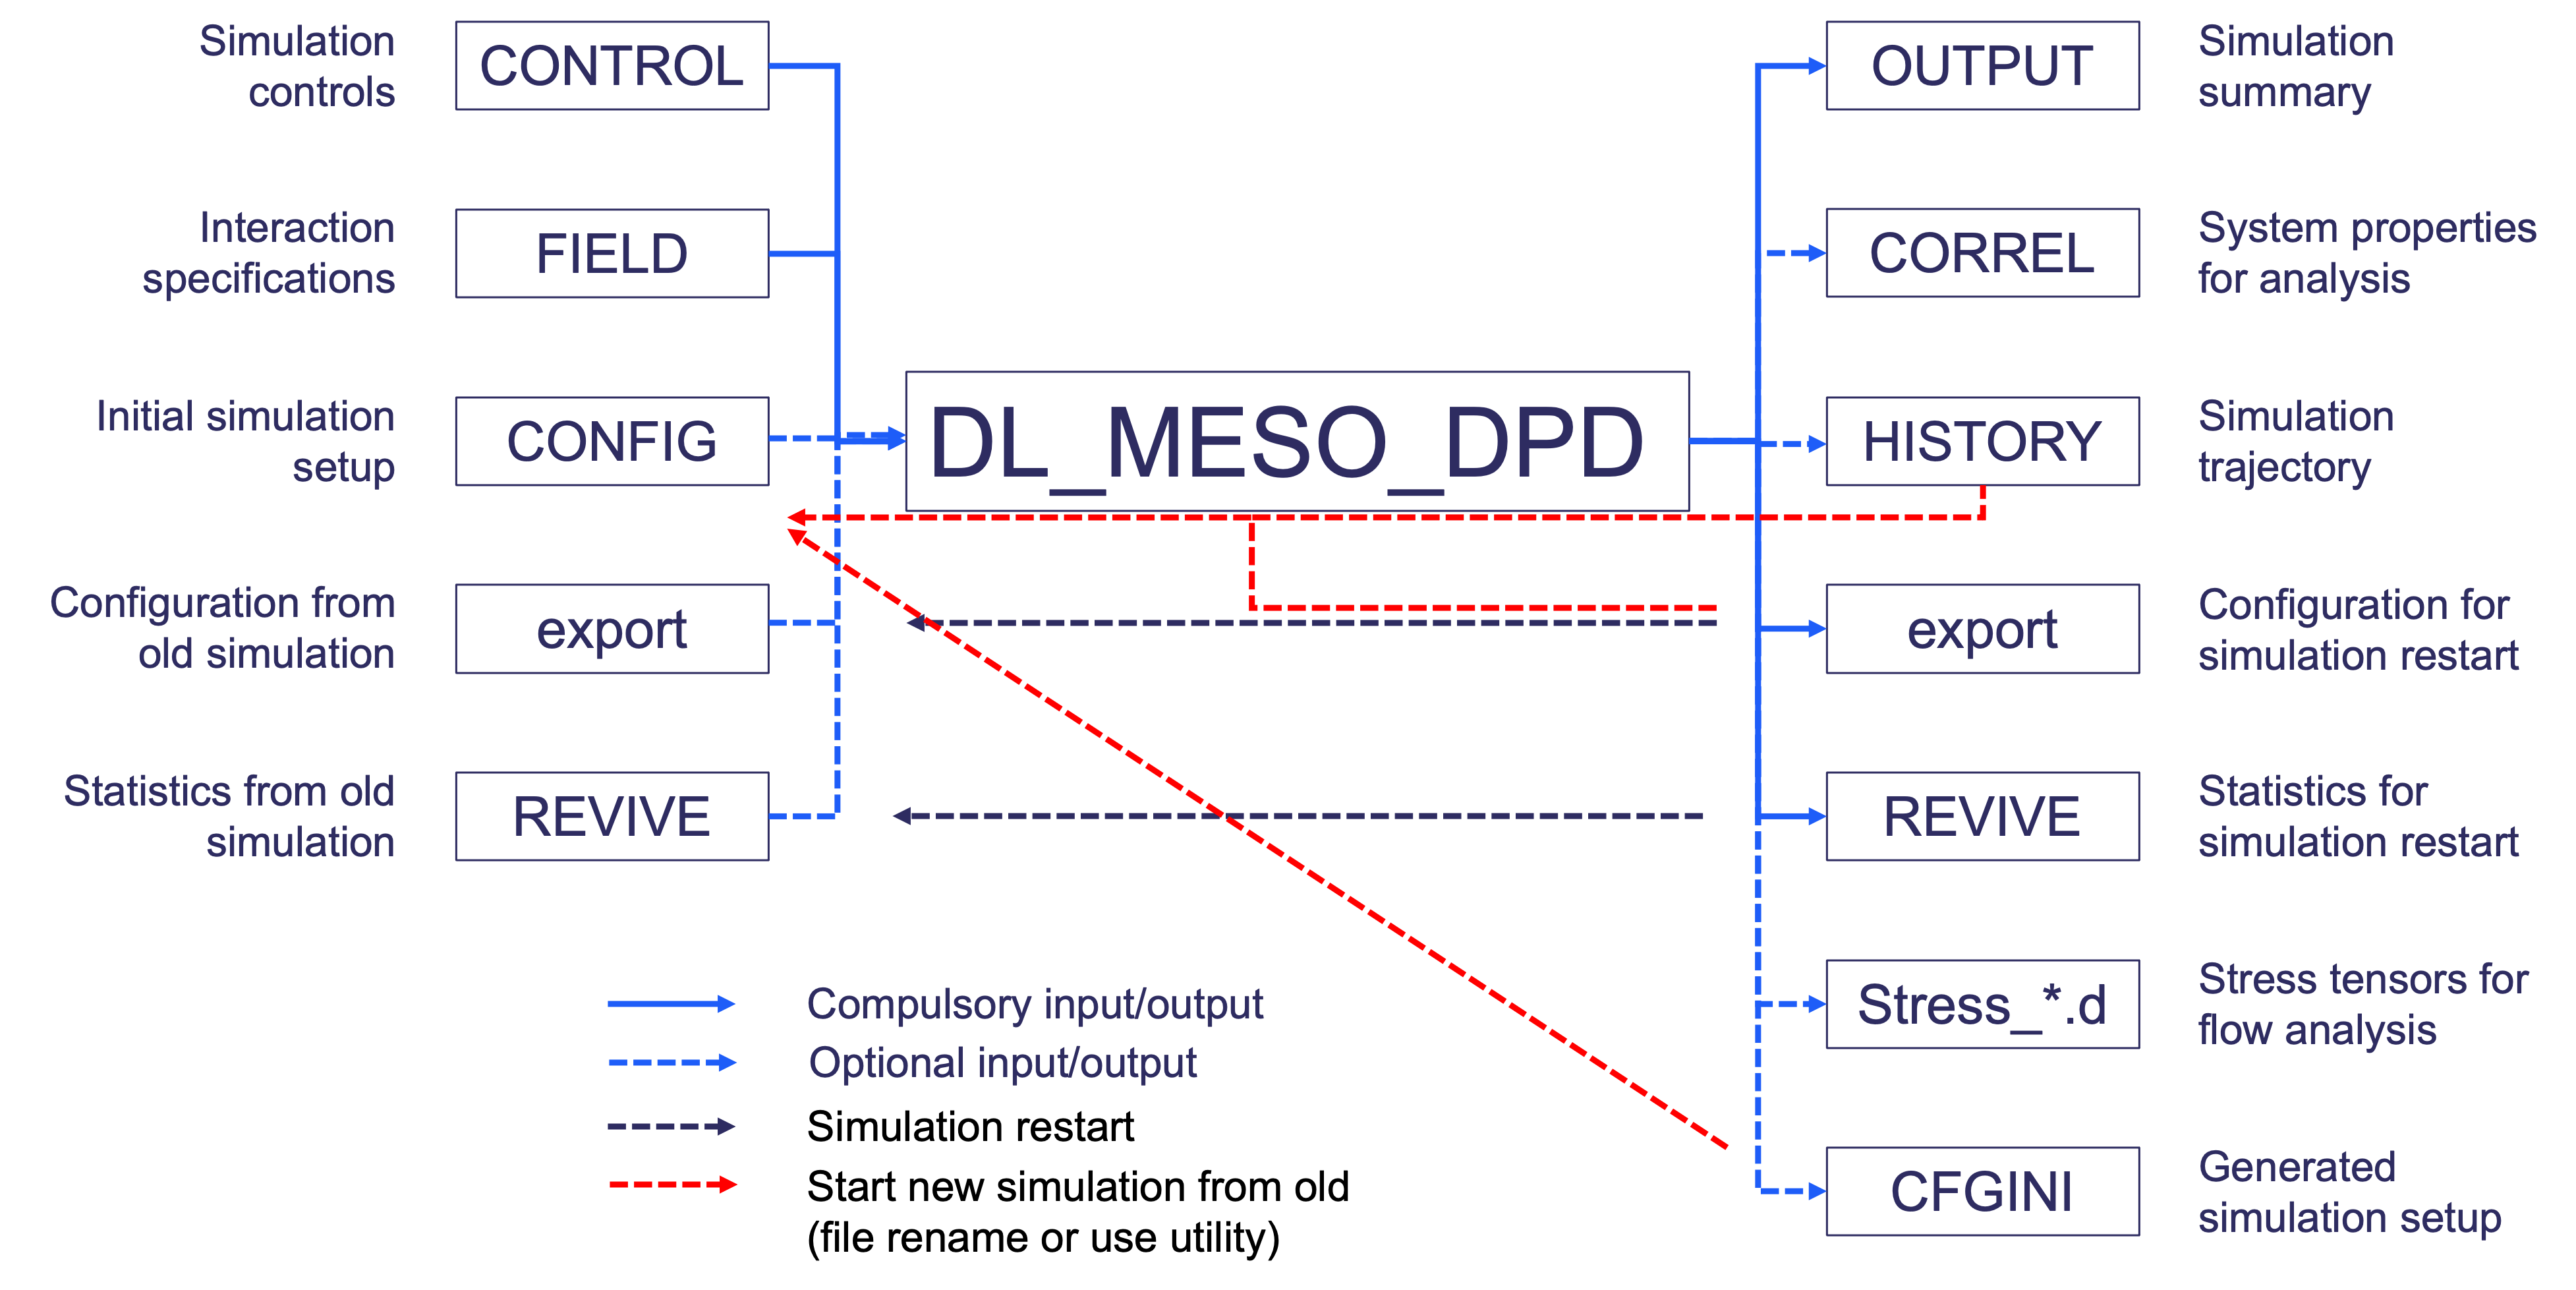 Simulation
controls
CONTROL
Interaction
specifications
FIELD
Initial simulation
setup
CONFIG
Configuration from
old simulation
export
Statistics from old
simulation
REVIVE
DL_MESO_DPD
OUTPUT
Simulation
summary
CORREL
System properties
for analysis
HISTORY
Simulation
trajectory
export
Configuration for
simulation restart
REVIVE
Statistics for
simulation restart
Stress_*.d
Stress tensors for
flow analysis
CFGINI
Generated
simulation setup
Compulsory input/output
Optional input/output
Simulation restart
Start new simulation from old
(file rename or use utility)